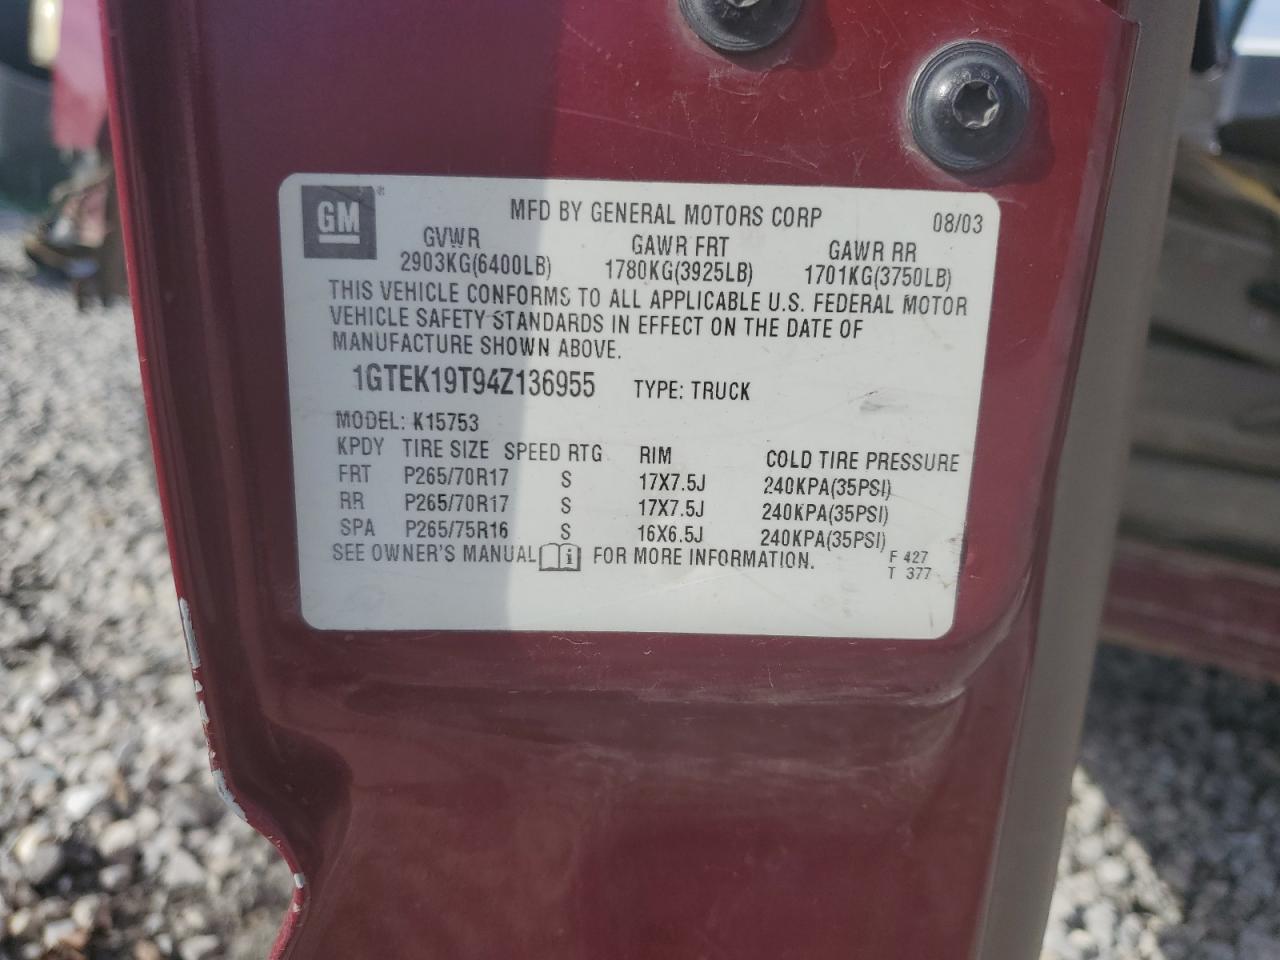 GM ®
MFD BY GENERAL MOTORS CORP 08/03
GVWR GAWR FRT GAWR RR
2903KG(6400LB) 1780KG(3925LB) 1701KG(3750LB)
THIS VEHICLE CONFORMS TO ALL APPLICABLE U.S. FEDERAL MOTOR
VEHICLE SAFETY STANDARDS IN EFFECT ON THE DATE OF
MANUFACTURE SHOWN ABOVE.
1GTEK19T94Z136955 TYPE: TRUCK
MODEL: K15753
KPDY TIRE SIZE SPEED RTG RIM COLD TIRE PRESSURE
FRT P265/70R17 S 17X7.5J 240KPA(35PSI)
RR P265/70R17 S 17X7.5J 240KPA(35PSI)
SPA P265/75R16 S 16X6.5J 240KPA(35PSI)
SEE OWNER'S MANUAL i FOR MORE INFORMATION.
F 427
T 377